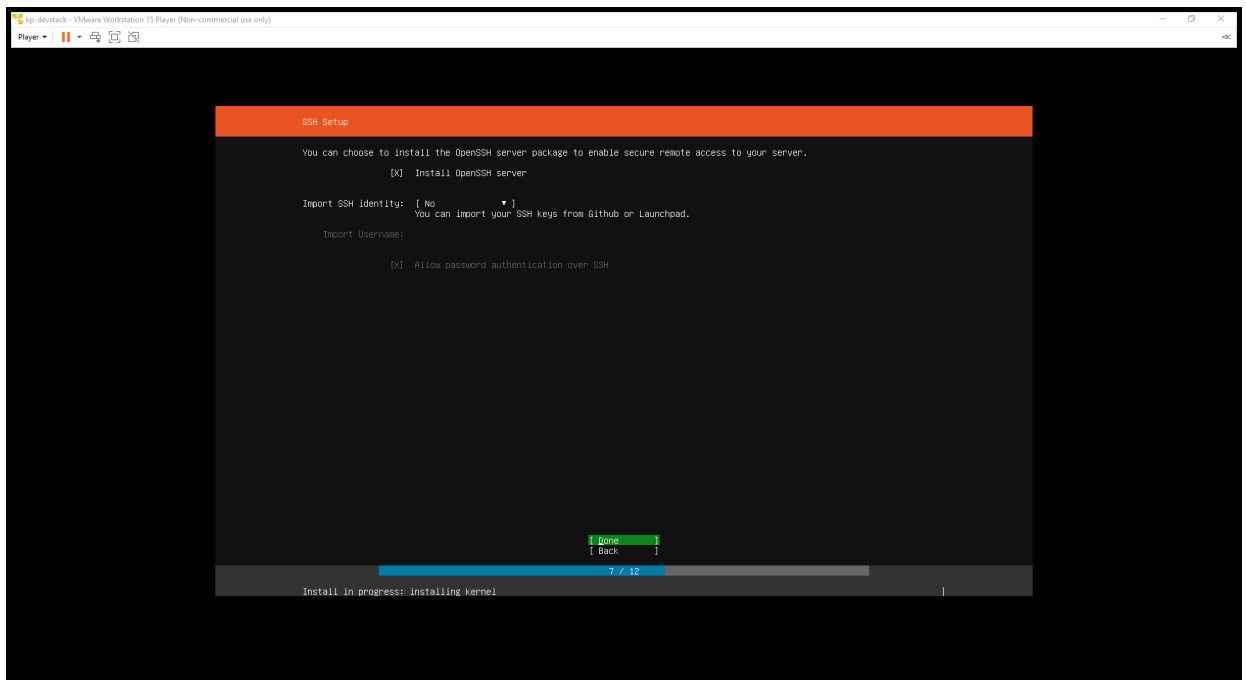 kp-devstack - VMware Workstation 15 Player (Non-commercial use only)
Player
SSH Setup
You can choose to install the OpenSSH server package to enable secure remote access to your server.
[X] Install OpenSSH server
Import SSH identity: [ No ▾ ]
You can import your SSH keys from Github or Launchpad.
Import Username:
[X] Allow password authentication over SSH
[ Done ]
[ Back ]
7 / 12
Install in progress: installing kernel |